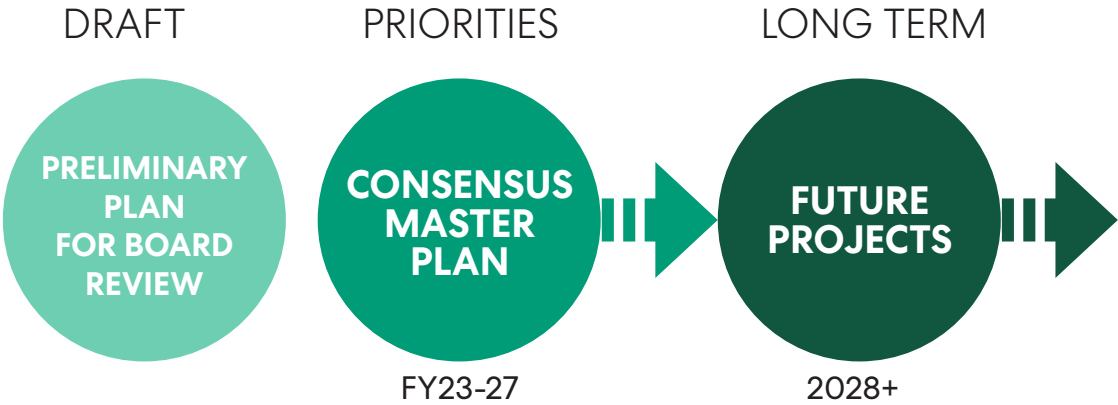 DRAFT
PRIORITIES
LONG TERM
PRELIMINARY
PLAN
FOR BOARD
REVIEW
CONSENSUS
MASTER
PLAN
FUTURE
PROJECTS
FY23-27
2028+